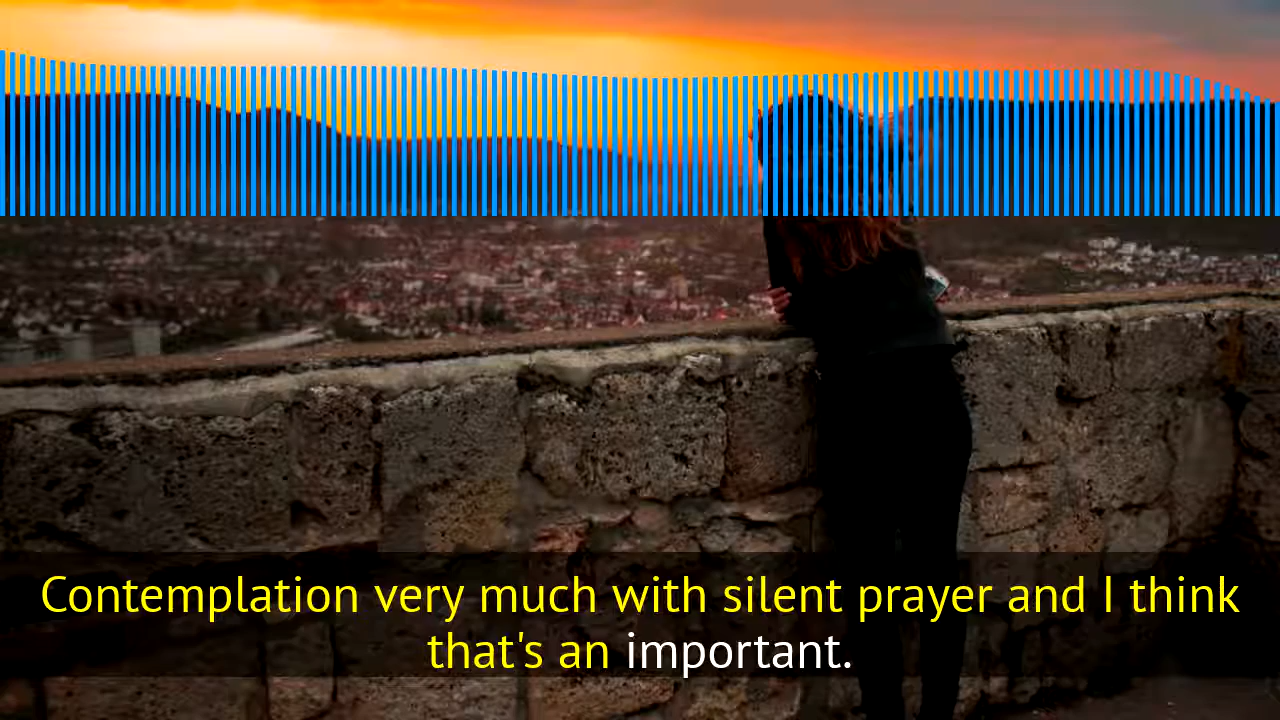 Contemplation very much with silent prayer and I think
that's an important.